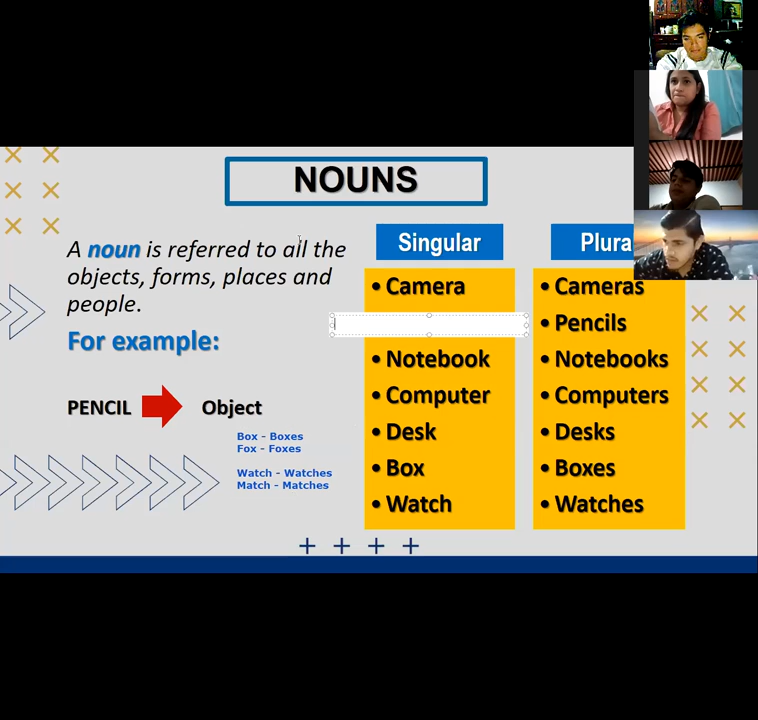 NOUNS
A noun is referred to all the
objects, forms, places and
people.
For example:
PENCIL
Object
Box - Boxes
Fox - Foxes
Watch - Watches
Match - Matches
Singular
• Camera
• Notebook
• Computer
• Desk
• Box
• Watch
Plura
• Cameras
• Pencils
• Notebooks
• Computers
• Desks
• Boxes
• Watches